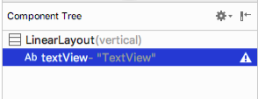 Component Tree
LinearLayout(vertical)
Ab textView- "TextView"